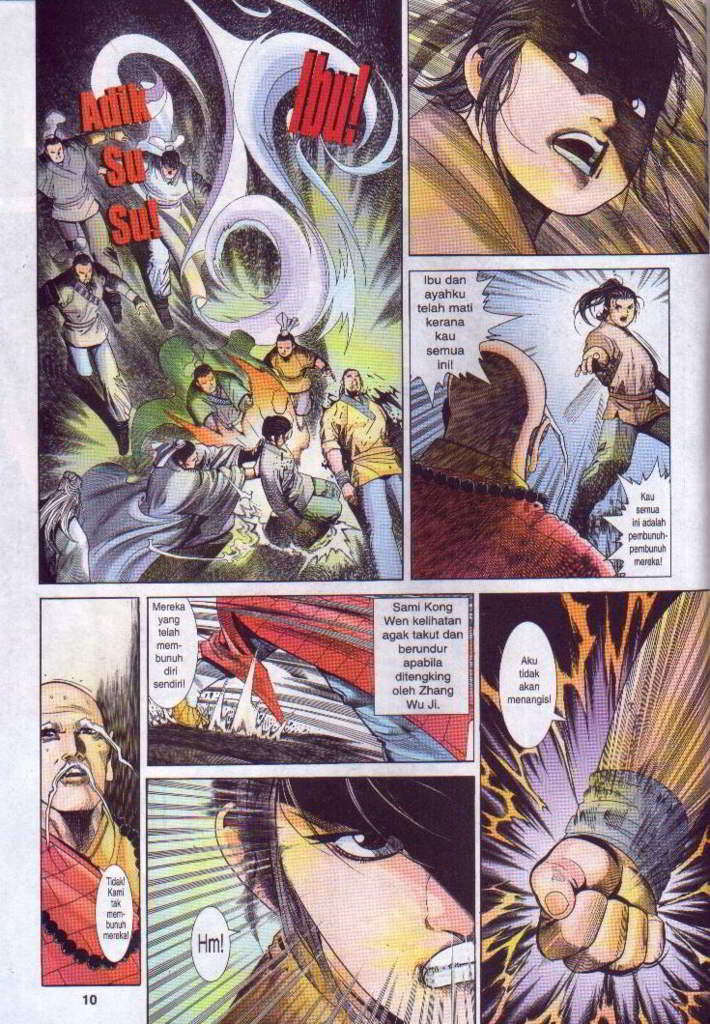 Adik
Su
Su!
Ibu!
Ibu dan
ayahku
telah mati
kerana
kau
semua
ini!
Kau
semua
ini adalah
pembunuh-
pembunuh
mereka!
Tidak!
Kami
tak
mem-
bunuh
mereka!
Mereka
yang
telah
mem-
bunuh
diri
sendiri!
Sami Kong
Wen kelihatan
agak takut dan
berundur
apabila
ditengking
oleh Zhang
Wu Ji.
Hm!
Aku
tidak
akan
menangis!
10